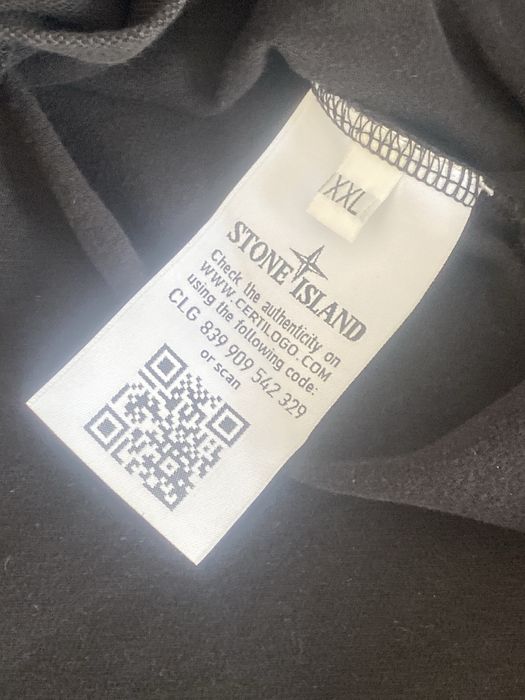 XXL
STONE ISLAND
Check the authenticity on
WWW.CERTILOGO.COM
using the following code:
CLG 839 909 542 329
or scan